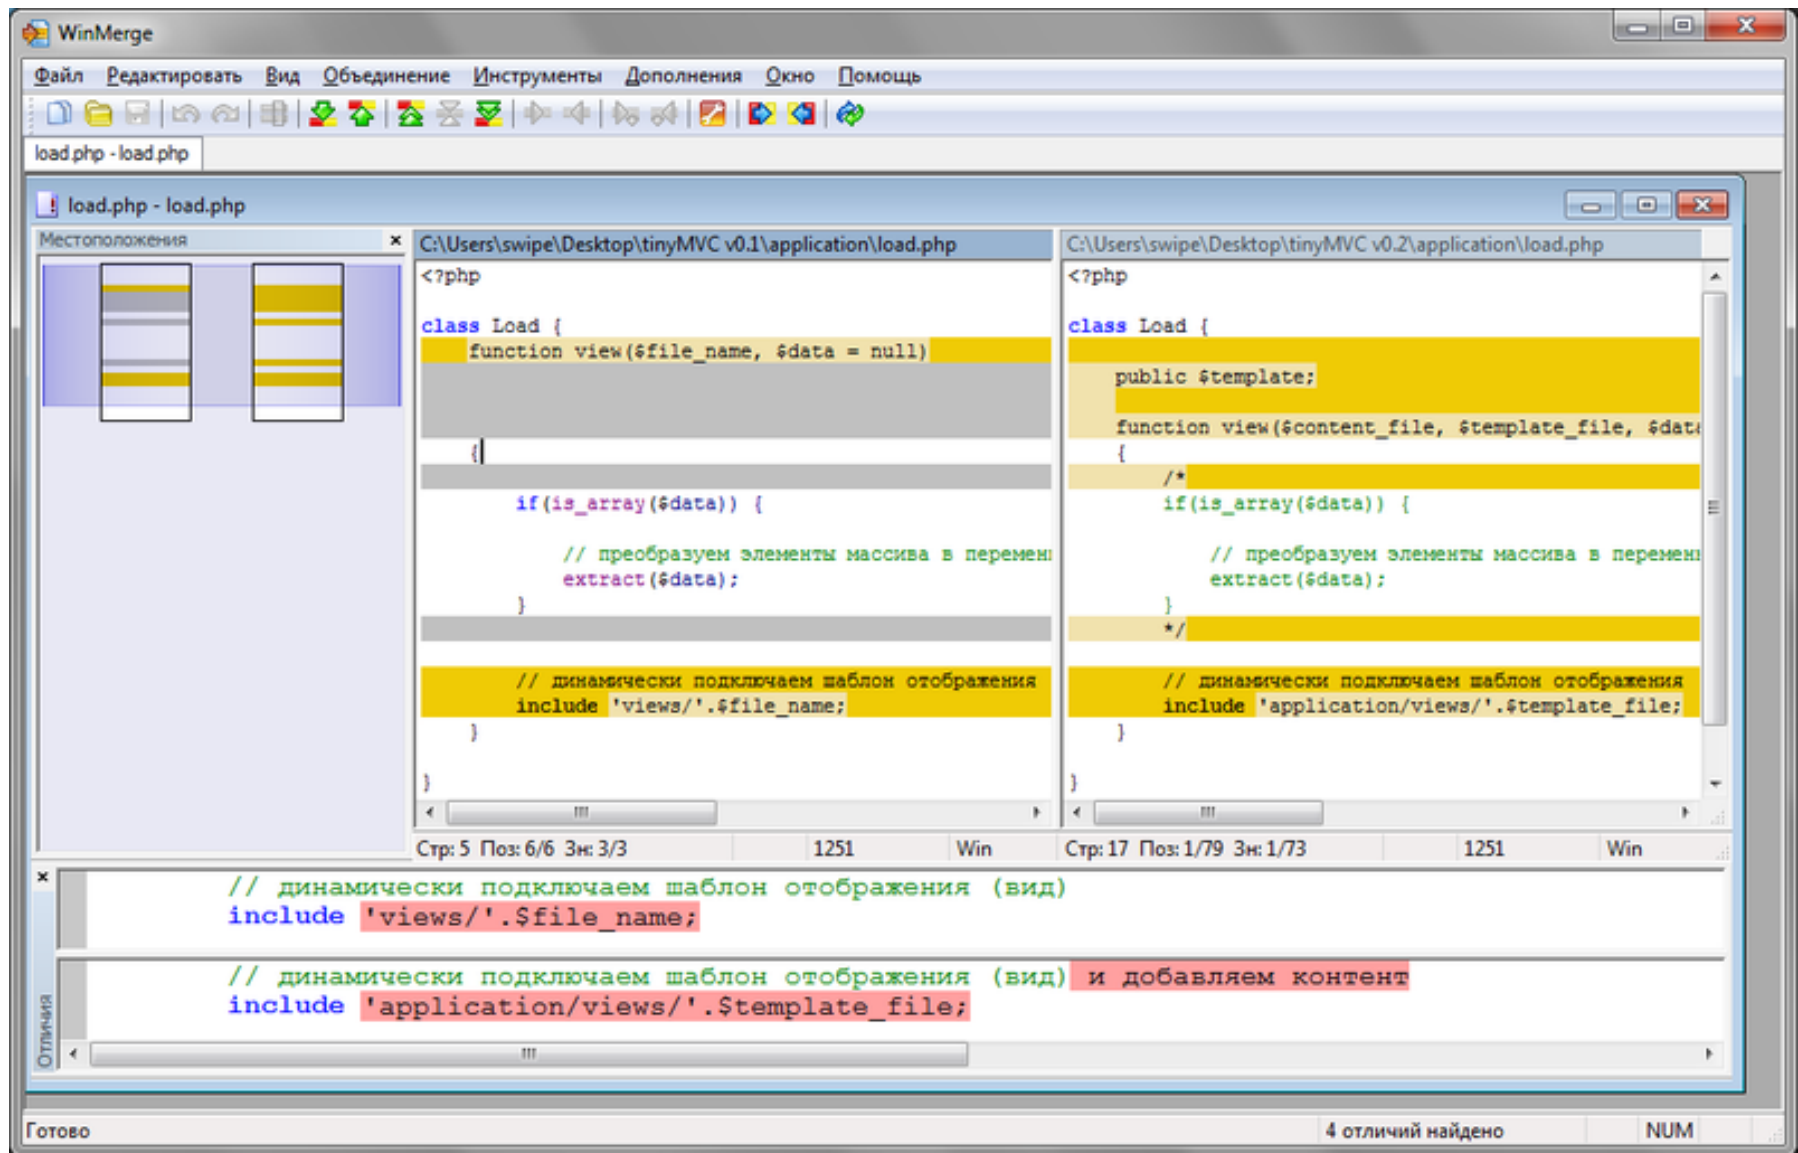 WinMerge
Файл Редактировать Вид Объединение Инструменты Дополнения Окно Помощь
load.php - load.php
load.php - load.php
Местоположения
C:\Users\swipe\Desktop\tinyMVC v0.1\application\load.php
<?php
class Load {
function view($file_name, $data = null)
{
if(is_array($data)) {
// преобразуем элементы массива в
extract($data);
}
// динамически подключаем шаблон отображения
include 'views/'.$file_name;
}
}
Стр: 5 Поз: 6/6 Зн: 3/3 1251 Win
C:\Users\swipe\Desktop\tinyMVC v0.2\application\load.php
<?php
class Load {
public $template;
function view($content_file, $template_file,
{
/*
if(is_array($data)) {
// преобразуем элементы массива в
extract($data);
}
*/
// динамически подключаем шаблон отображения
include 'application/views/'.$template_file;
}
}
Стр: 17 Поз: 1/79 Зн: 1/73 1251 Win
Отличия
// динамически подключаем шаблон отображения (вид)
include 'views/'.$file_name;
// динамически подключаем шаблон отображения (вид) и добавляем контент
include 'application/views/'.$template_file;
Готово 4 отличий найдено NUM